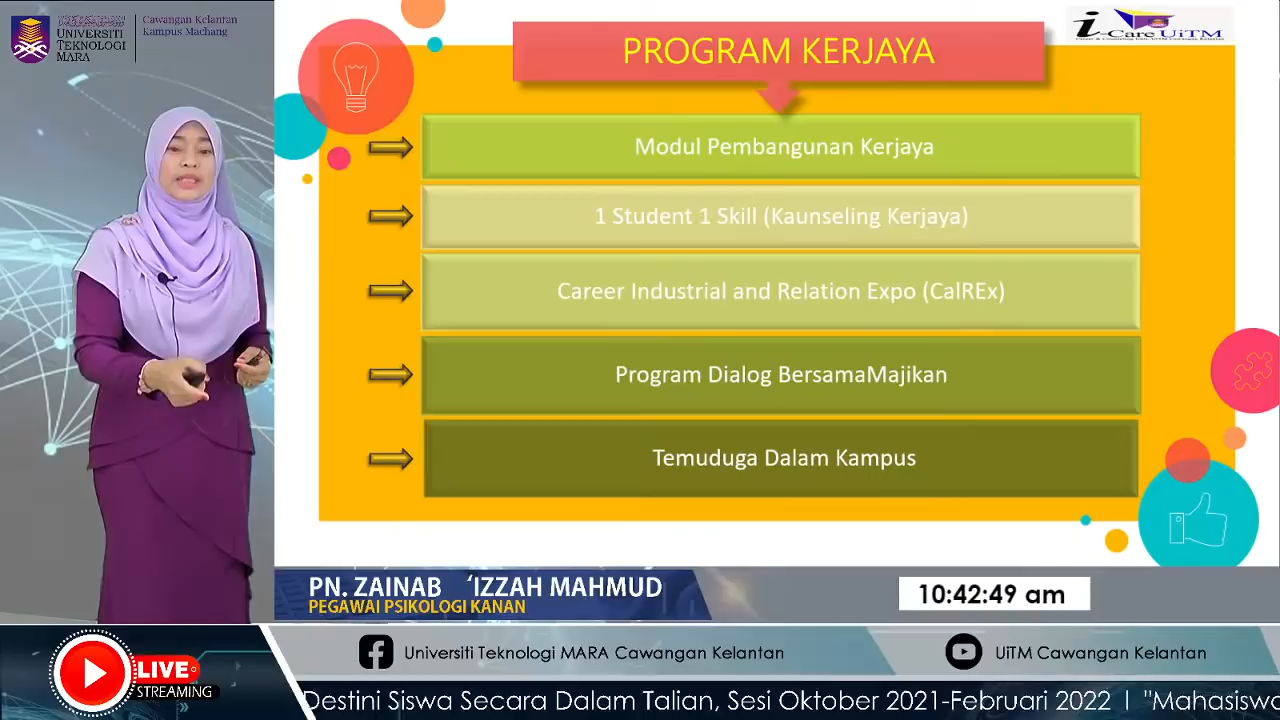 UNIVERSITI
TEKNOLOGI
MARA
Cawangan Kelantan
Kampus Machang
i-Care UiTM
PROGRAM KERJAYA
Modul Pembangunan Kerjaya
1 Student 1 Skill (Kaunseling Kerjaya)
Career Industrial and Relation Expo (CalREx)
Program Dialog BersamaMajikan
Temuduga Dalam Kampus
PN. ZAINAB ‘IZZAH MAHMUD
PEGAWAI PSIKOLOGI KANAN
10:42:49 am
LIVE
STREAMING
Universiti Teknologi MARA Cawangan Kelantan
UiTM Cawangan Kelantan
Destini Siswa Secara Dalam Talian, Sesi Oktober 2021-Februari 2022 | "Mahasiswa